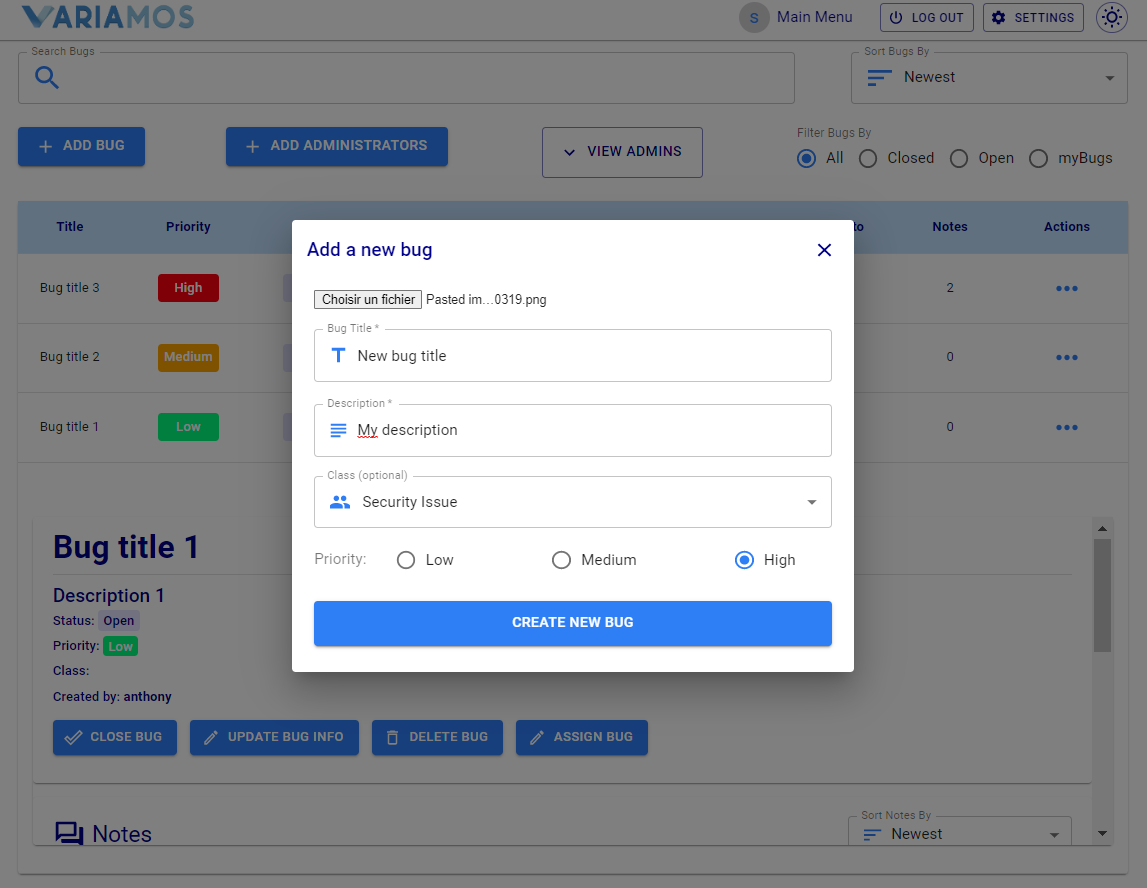 VARIAMOS
S Main Menu LOG OUT SETTINGS
Search Bugs
Sort Bugs By
Newest
ADD BUG ADD ADMINISTRATORS VIEW ADMINS
Filter Bugs By
All Closed Open myBugs
Title Priority to Notes Actions
Bug title 3 High 2
Bug title 2 Medium 0
Bug title 1 Low 0
Add a new bug
Choisir un fichier Pasted im…0319.png
Bug Title *
New bug title
Description *
My description
Class (optional)
Security Issue
Priority: Low Medium High
CREATE NEW BUG
Bug title 1
Description 1
Status: Open
Priority: Low
Class:
Created by: anthony
CLOSE BUG UPDATE BUG INFO DELETE BUG ASSIGN BUG
Notes
Sort Notes By
Newest